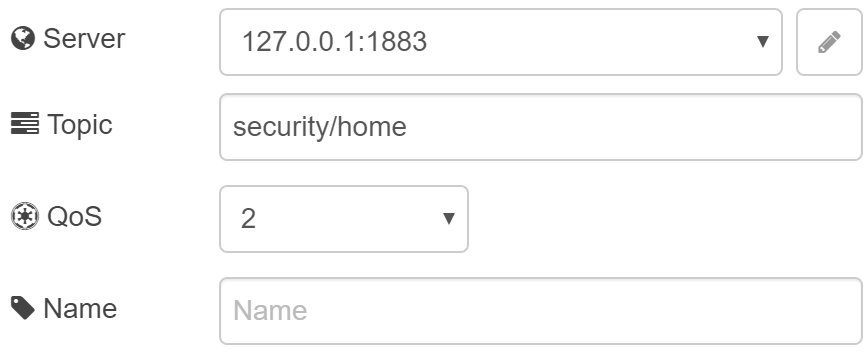 Server 127.0.0.1:1883
Topic security/home
QoS 2
Name Name